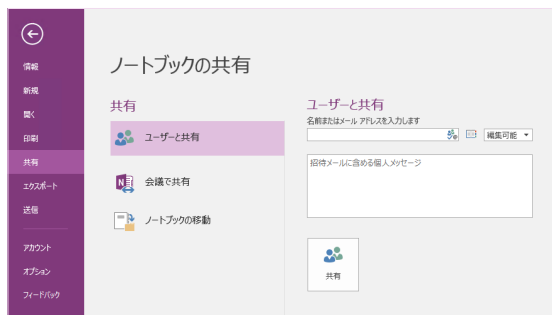 情報
新規
開く
印刷
共有
エクスポート
送信
アカウント
オプション
フィードバック
ノートブックの共有
共有
ユーザーと共有
会議で共有
ノートブックの移動
ユーザーと共有
名前またはメール アドレスを入力します
編集可能
招待メールに含める個人メッセージ
共有